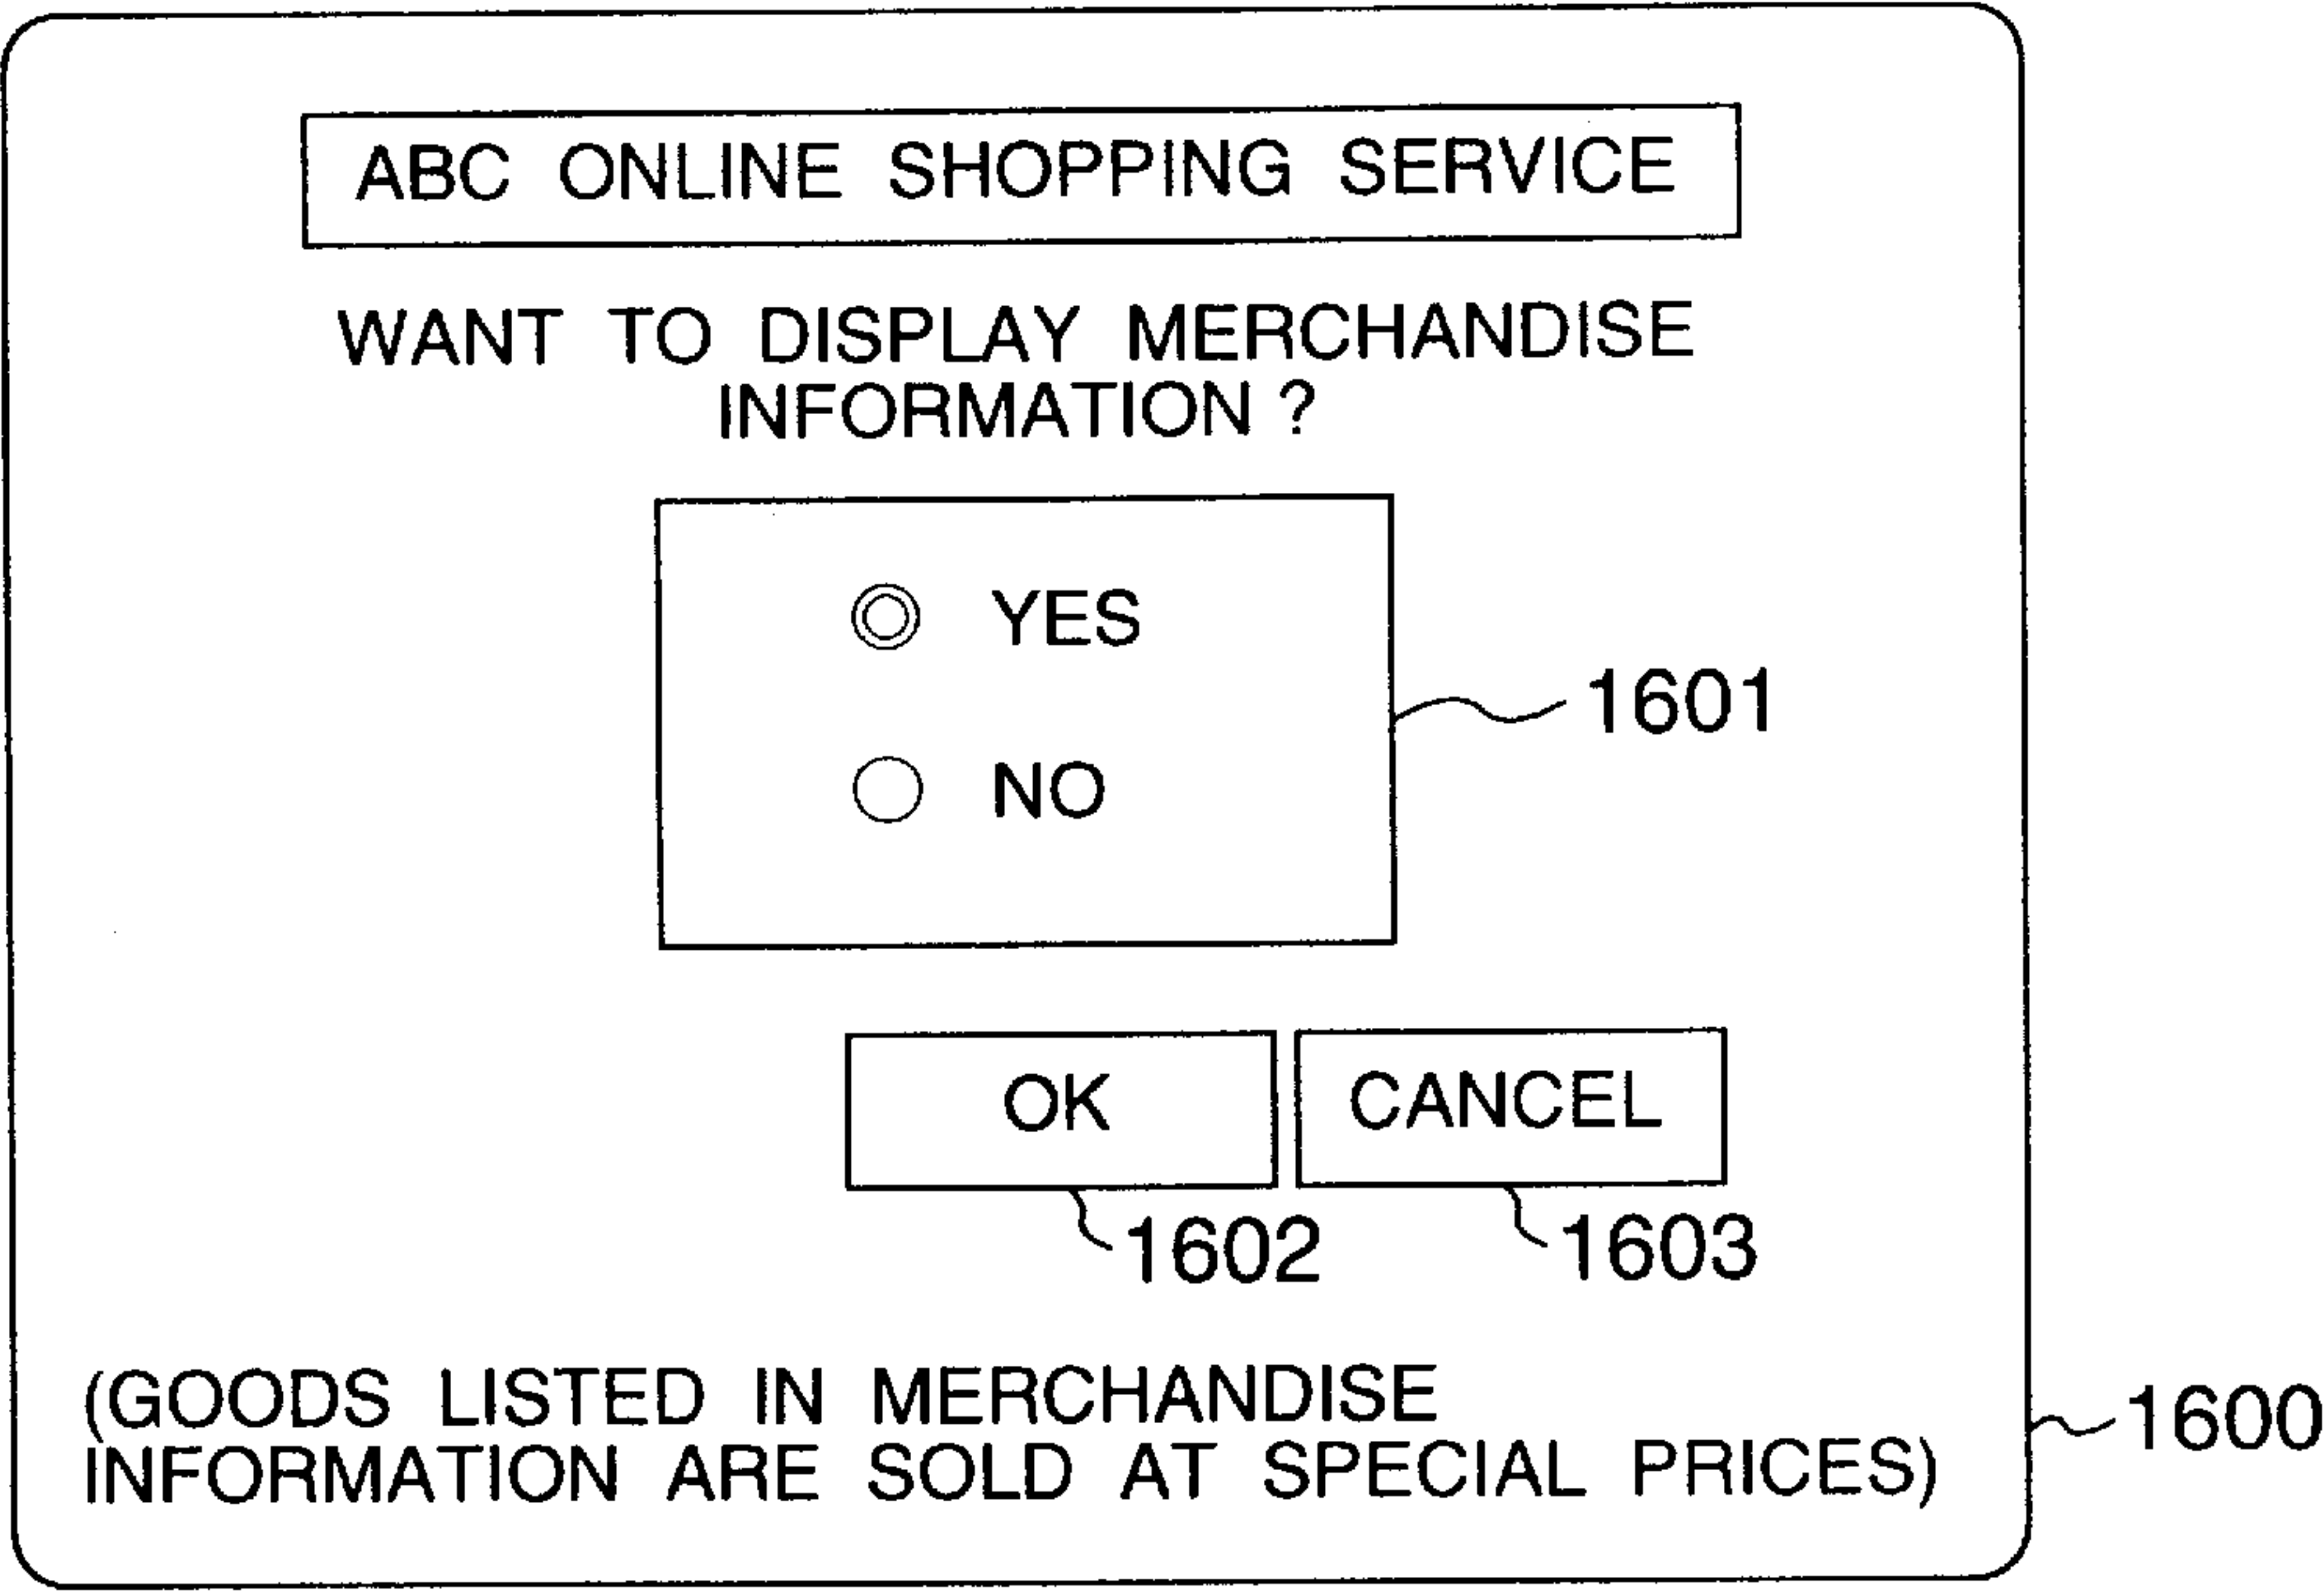 ABC ONLINE SHOPPING SERVICE
WANT TO DISPLAY MERCHANDISE
INFORMATION ?
YES
1601
NO
OK
CANCEL
1602
1603
(GOODS LISTED IN MERCHANDISE
INFORMATION ARE SOLD AT SPECIAL PRICES)
1600